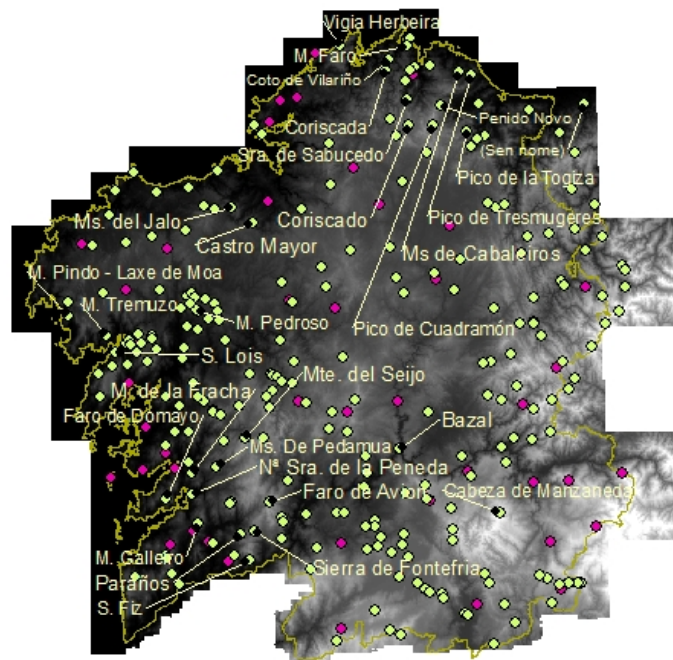 Vigia Herbeira
M. Faro
Coto de Vilariño
Coriscada
Penido Novo
Sra. de Sabucedo
(Sen nome)
Pico de la Togiza
Ms. del Jalo
Coriscado
Pico de Tresmugeres
Castro Mayor
Ms de Cabaleiros
M. Pindo - Laxe de Moa
M. Tremuzo
M. Pedroso
Pico de Cuadramón
S. Lois
M. de la Fracha
Mte. del Seijo
Faro de Domayo
Bazal
Ms. De Pedamua
Nª Sra. de la Peneda
Faro de Avion
Cabeza de Manzaneda
M. Galleiro
Paraños
Sierra de Fontefria
S. Fiz